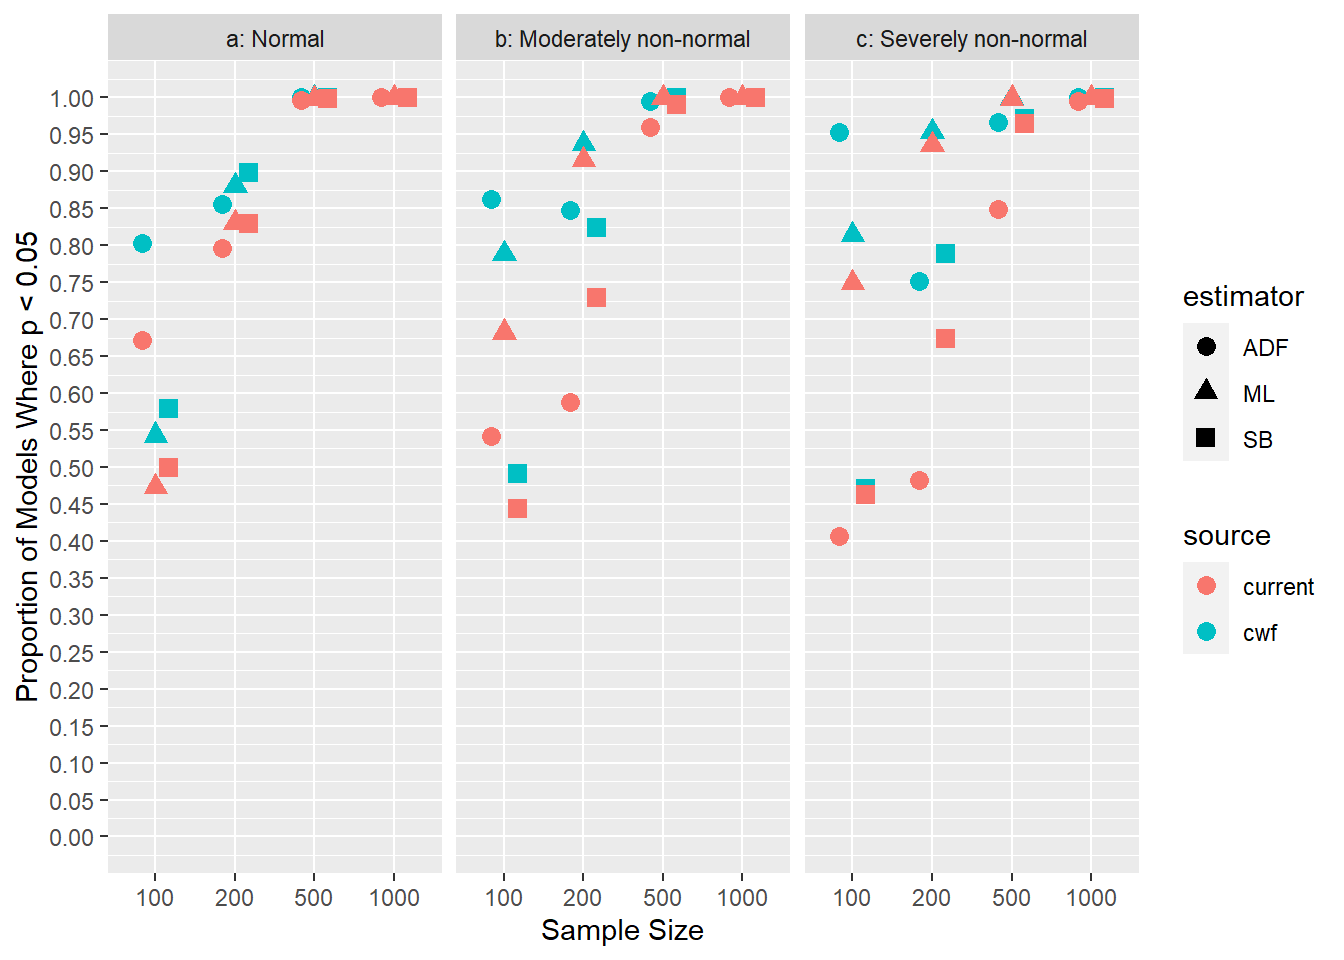 a: Normal
b: Moderately non-normal
c: Severely non-normal
Proportion of Models Where p < 0.05
1.00
0.95
0.90
0.85
0.80
0.75
0.70
0.65
0.60
0.55
0.50
0.45
0.40
0.35
0.30
0.25
0.20
0.15
0.10
0.05
0.00
100 200 500 1000
100 200 500 1000
100 200 500 1000
Sample Size
estimator
ADF
ML
SB
source
current
cwf